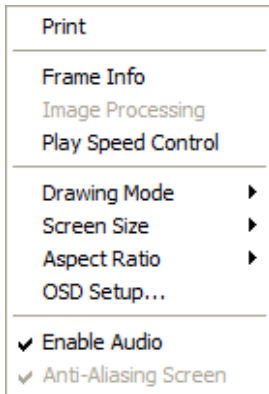 Print
Frame Info
Image Processing
Play Speed Control
Drawing Mode
Screen Size
Aspect Ratio
OSD Setup...
Enable Audio
Anti-Aliasing Screen